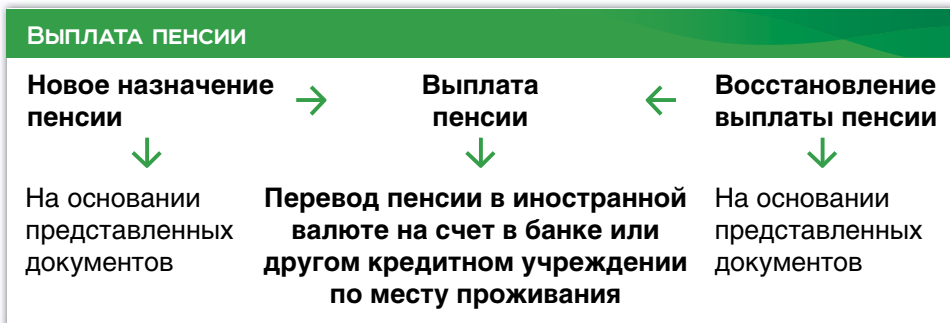 Выплата пенсии
Новое назначение
пенсии
→
Выплата
пенсии
←
Восстановление
выплаты пенсии
↓
↓
↓
На основании
представленных
документов
Перевод пенсии в иностранной
валюте на счет в банке или
другом кредитном учреждении
по месту проживания
На основании
представленных
документов